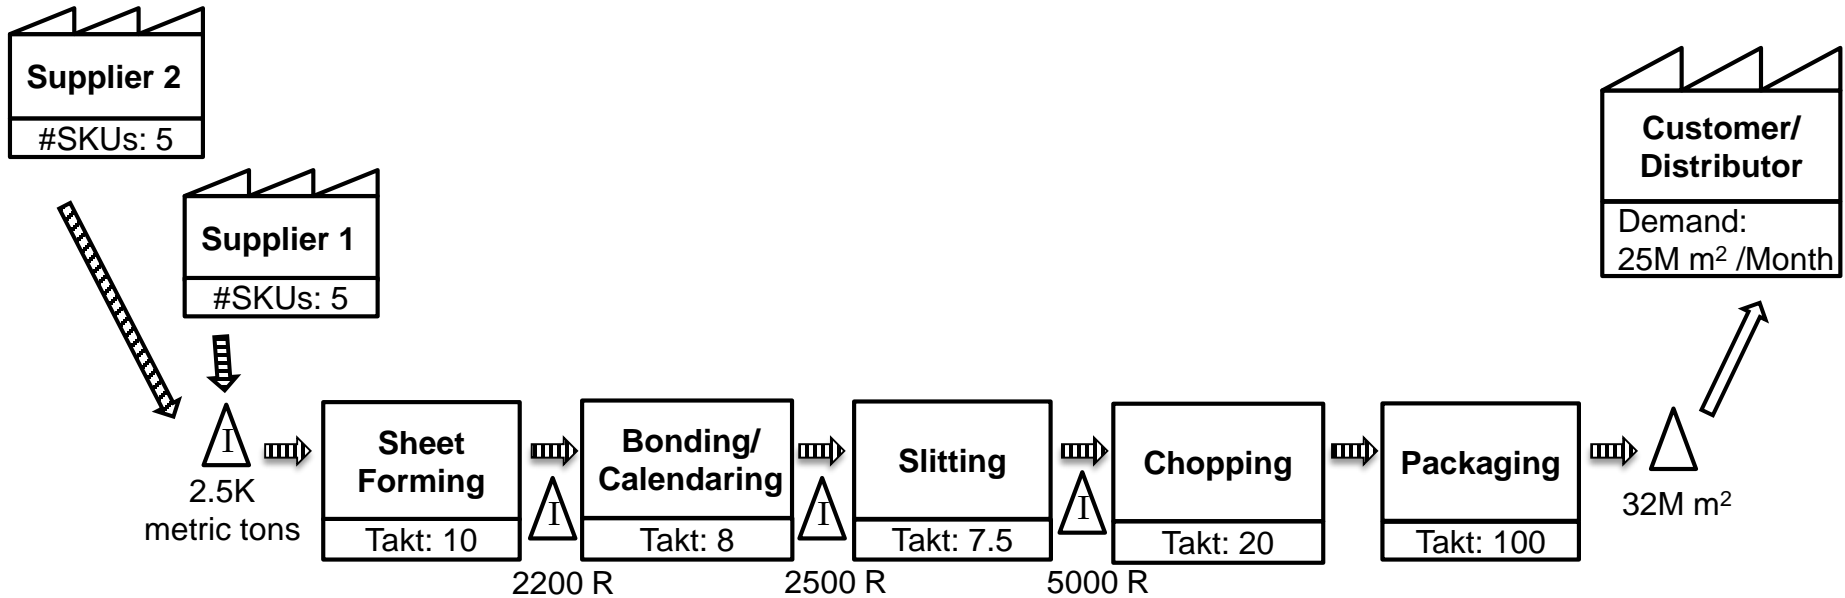 Supplier 2
#SKUs: 5
Supplier 1
#SKUs: 5
I
2.5K
metric tons
Sheet
Forming
Takt: 10
I
2200 R
Bonding/
Calendaring
Takt: 8
I
2500 R
Slitting
Takt: 7.5
I
5000 R
Chopping
Takt: 20
Packaging
Takt: 100
32M m²
Customer/
Distributor
Demand:
25M m² /Month